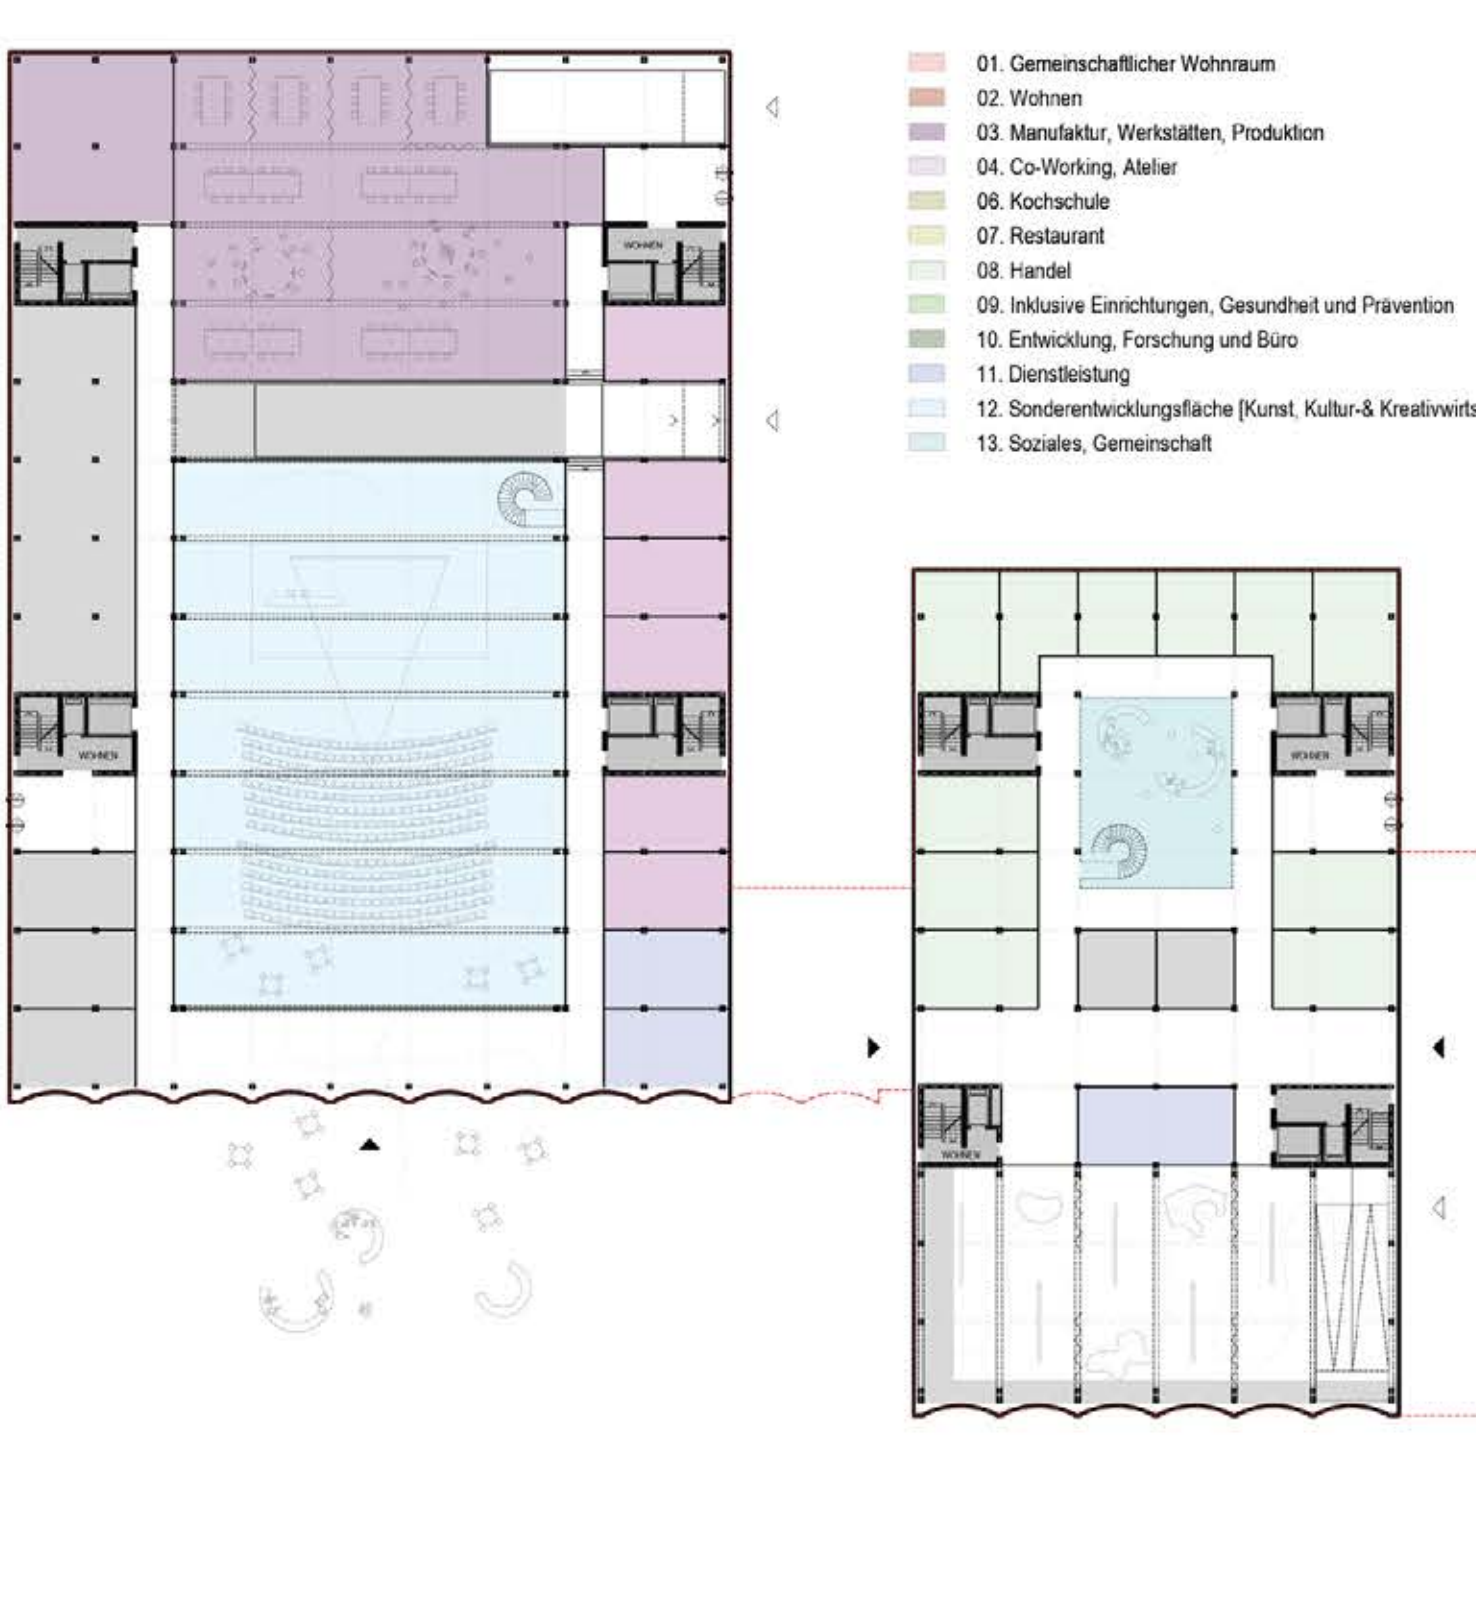 01. Gemeinschaftlicher Wohnraum
02. Wohnen
03. Manufaktur, Werkstätten, Produktion
04. Co-Working, Atelier
06. Kochschule
07. Restaurant
08. Handel
09. Inklusive Einrichtungen, Gesundheit und Prävention
10. Entwicklung, Forschung und Büro
11. Dienstleistung
12. Sonderentwicklungsfläche [Kunst, Kultur-& Kreativwirts
13. Soziales, Gemeinschaft
WOHNEN
WOHNEN
WOHNEN
WOHNEN